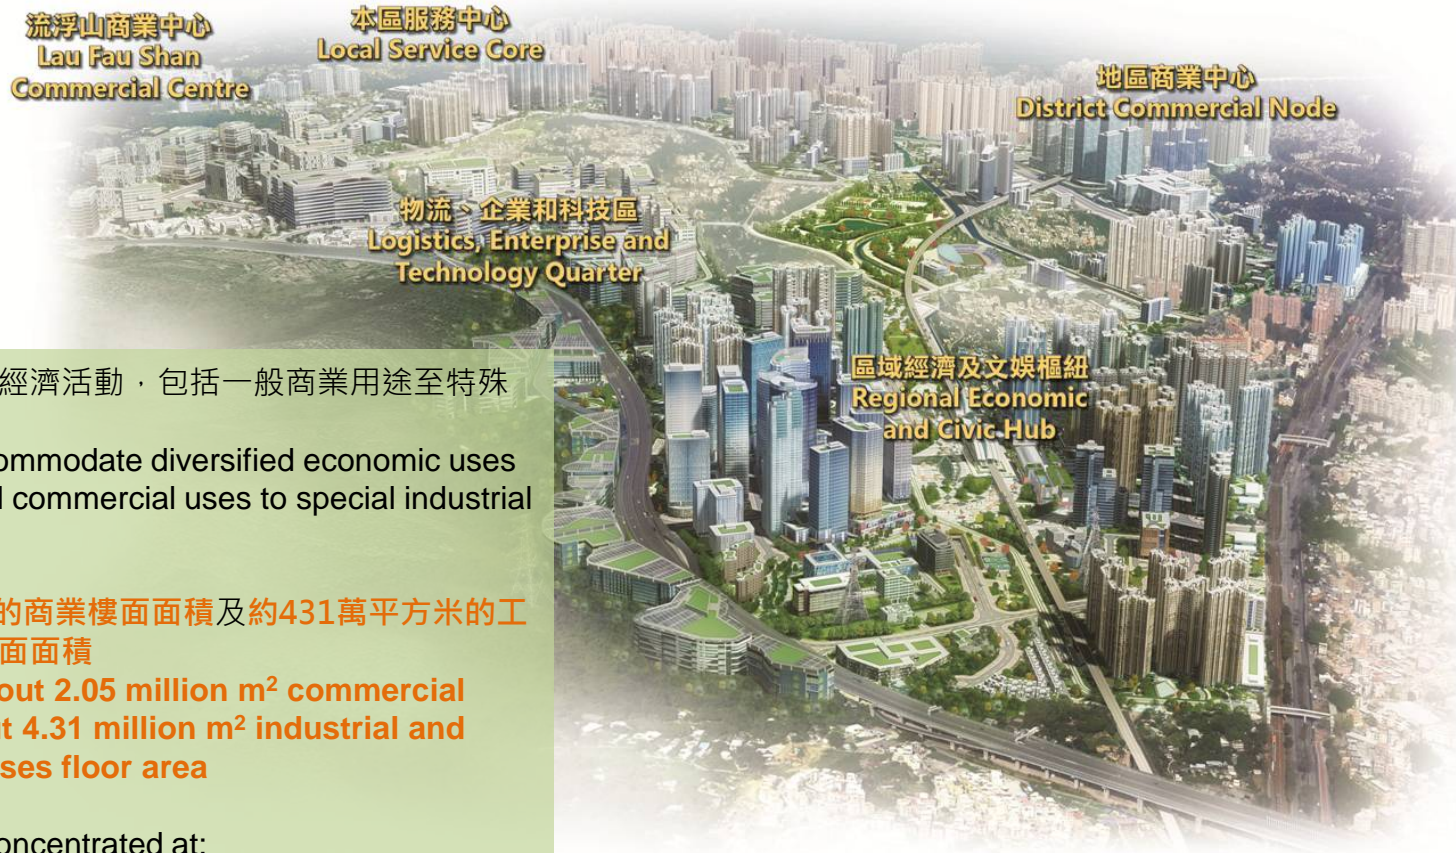 流浮山商業中心
Lau Fau Shan
Commercial Centre
本區服務中心
Local Service Core
地區商業中心
District Commercial Node
物流、企業和科技區
Logistics, Enterprise and
Technology Quarter
區域經濟及文娛樞紐
Regional Economic
and Civic Hub
經濟活動，包括一般商業用途至特殊
ommodate diversified economic uses
l commercial uses to special industrial
的商業樓面面積及約431萬平方米的工
面面積
out 2.05 million m² commercial
t 4.31 million m² industrial and
ses floor area
oncentrated at: